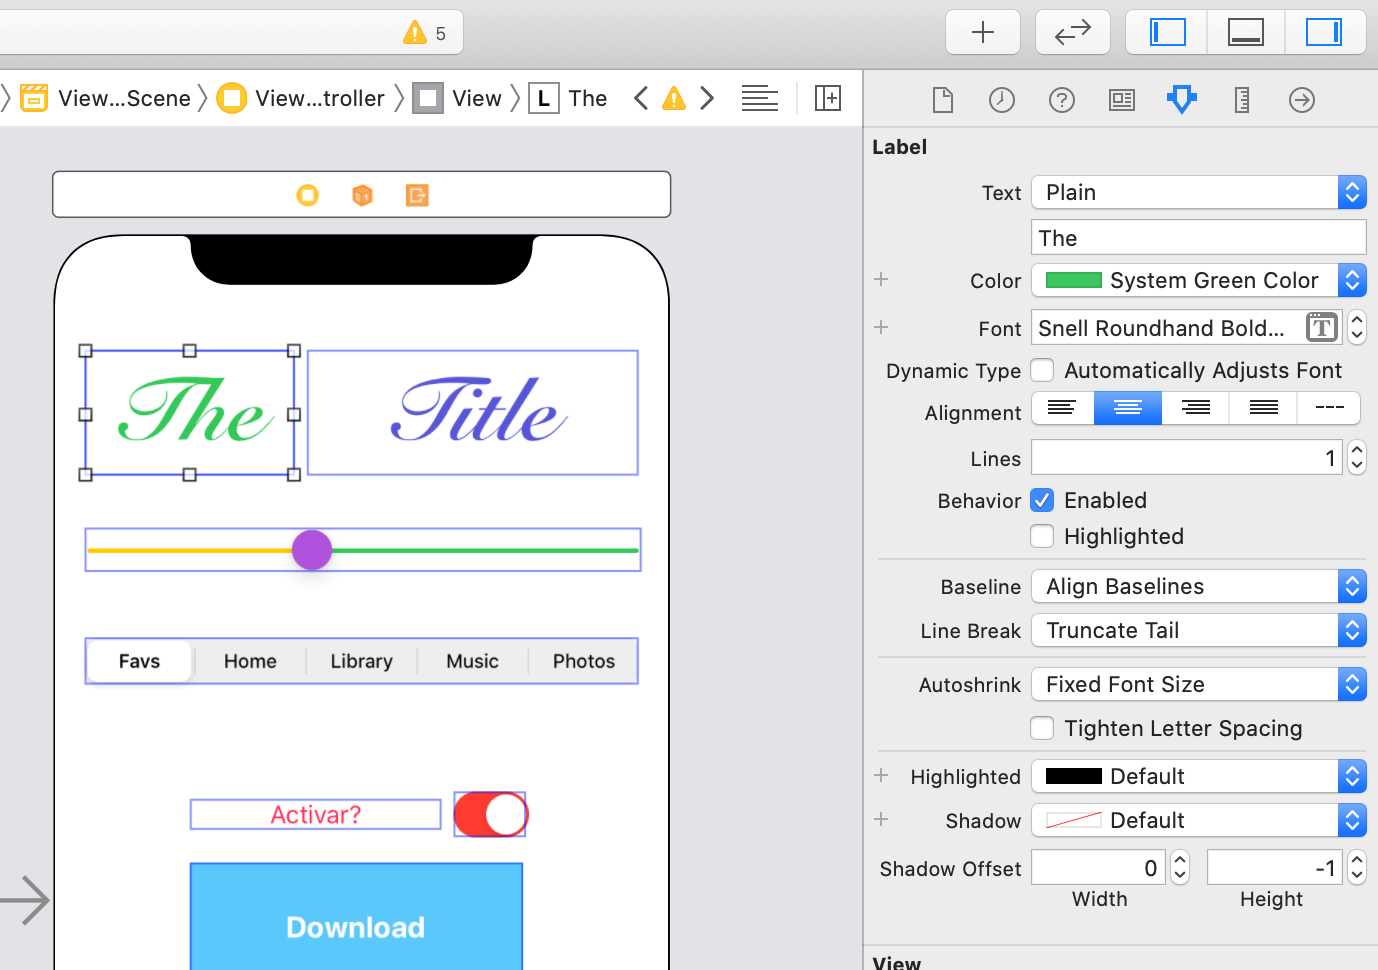 5
View...Scene View...troller View L The
Label
Text Plain
The
Color System Green Color
Font Snell Roundhand Bold... T
Dynamic Type Automatically Adjusts Font
Alignment ---
Lines 1
Behavior Enabled
Highlighted
Baseline Align Baselines
Line Break Truncate Tail
Autoshrink Fixed Font Size
Tighten Letter Spacing
Highlighted Default
Shadow Default
Shadow Offset 0 -1
Width Height
View
The Title
Favs Home Library Music Photos
Activar?
Download